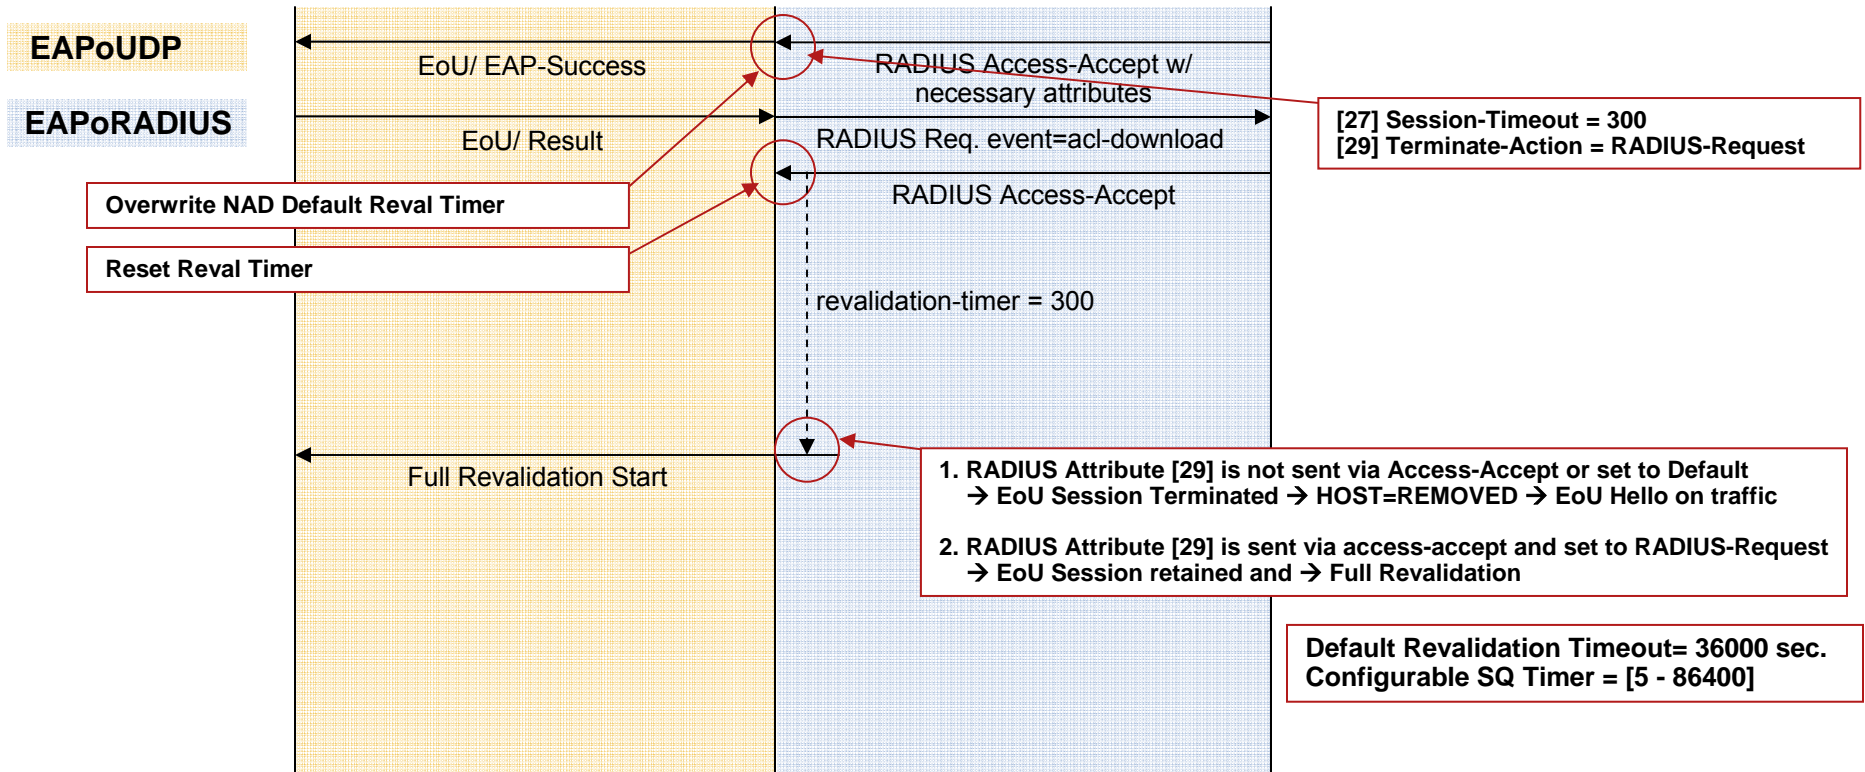 EAPoUDP
EAPoRADIUS
EoU/ EAP-Success
RADIUS Access-Accept w/
necessary attributes
[27] Session-Timeout = 300
[29] Terminate-Action = RADIUS-Request
EoU/ Result
RADIUS Req. event=acl-download
RADIUS Access-Accept
Overwrite NAD Default Reval Timer
Reset Reval Timer
revalidation-timer = 300
Full Revalidation Start
1. RADIUS Attribute [29] is not sent via Access-Accept or set to Default
→ EoU Session Terminated → HOST=REMOVED → EoU Hello on traffic
2. RADIUS Attribute [29] is sent via access-accept and set to RADIUS-Request
→ EoU Session retained and → Full Revalidation
Default Revalidation Timeout= 36000 sec.
Configurable SQ Timer = [5 - 86400]